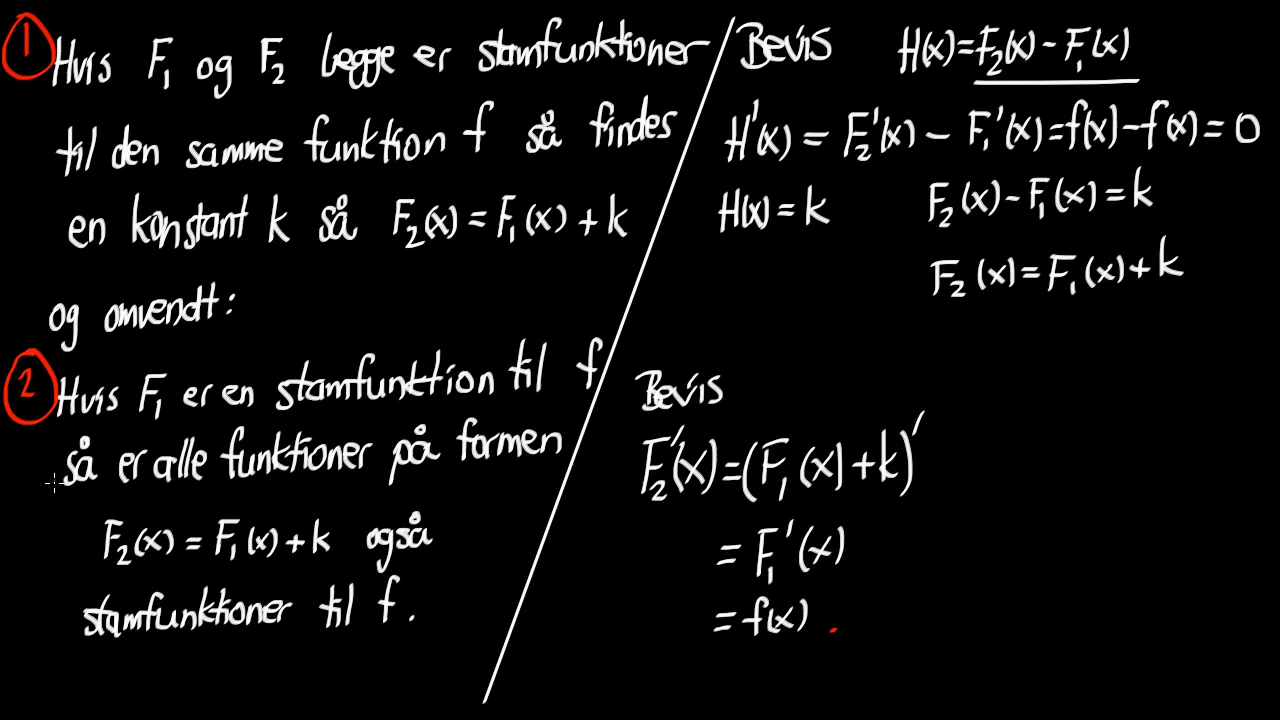 1 Hvis F₁ og F₂ begge er stamfunktioner
til den samme funktion f så findes
en konstant k så F₂(x) = F₁(x) + k
og omvendt:
2 Hvis F₁ er en stamfunktion til f
så er alle funktioner på formen
F₂(x) = F₁(x) + k også
stamfunktioner til f.
Bevis H(x) = F₂(x) - F₁(x)
H'(x) = F₂'(x) - F₁'(x) = f(x) - f(x) = 0
H(x) = k F₂(x) - F₁(x) = k
F₂(x) = F₁(x) + k
Bevis
F₂'(x) = (F₁(x) + k)'
= F₁'(x)
= f(x).